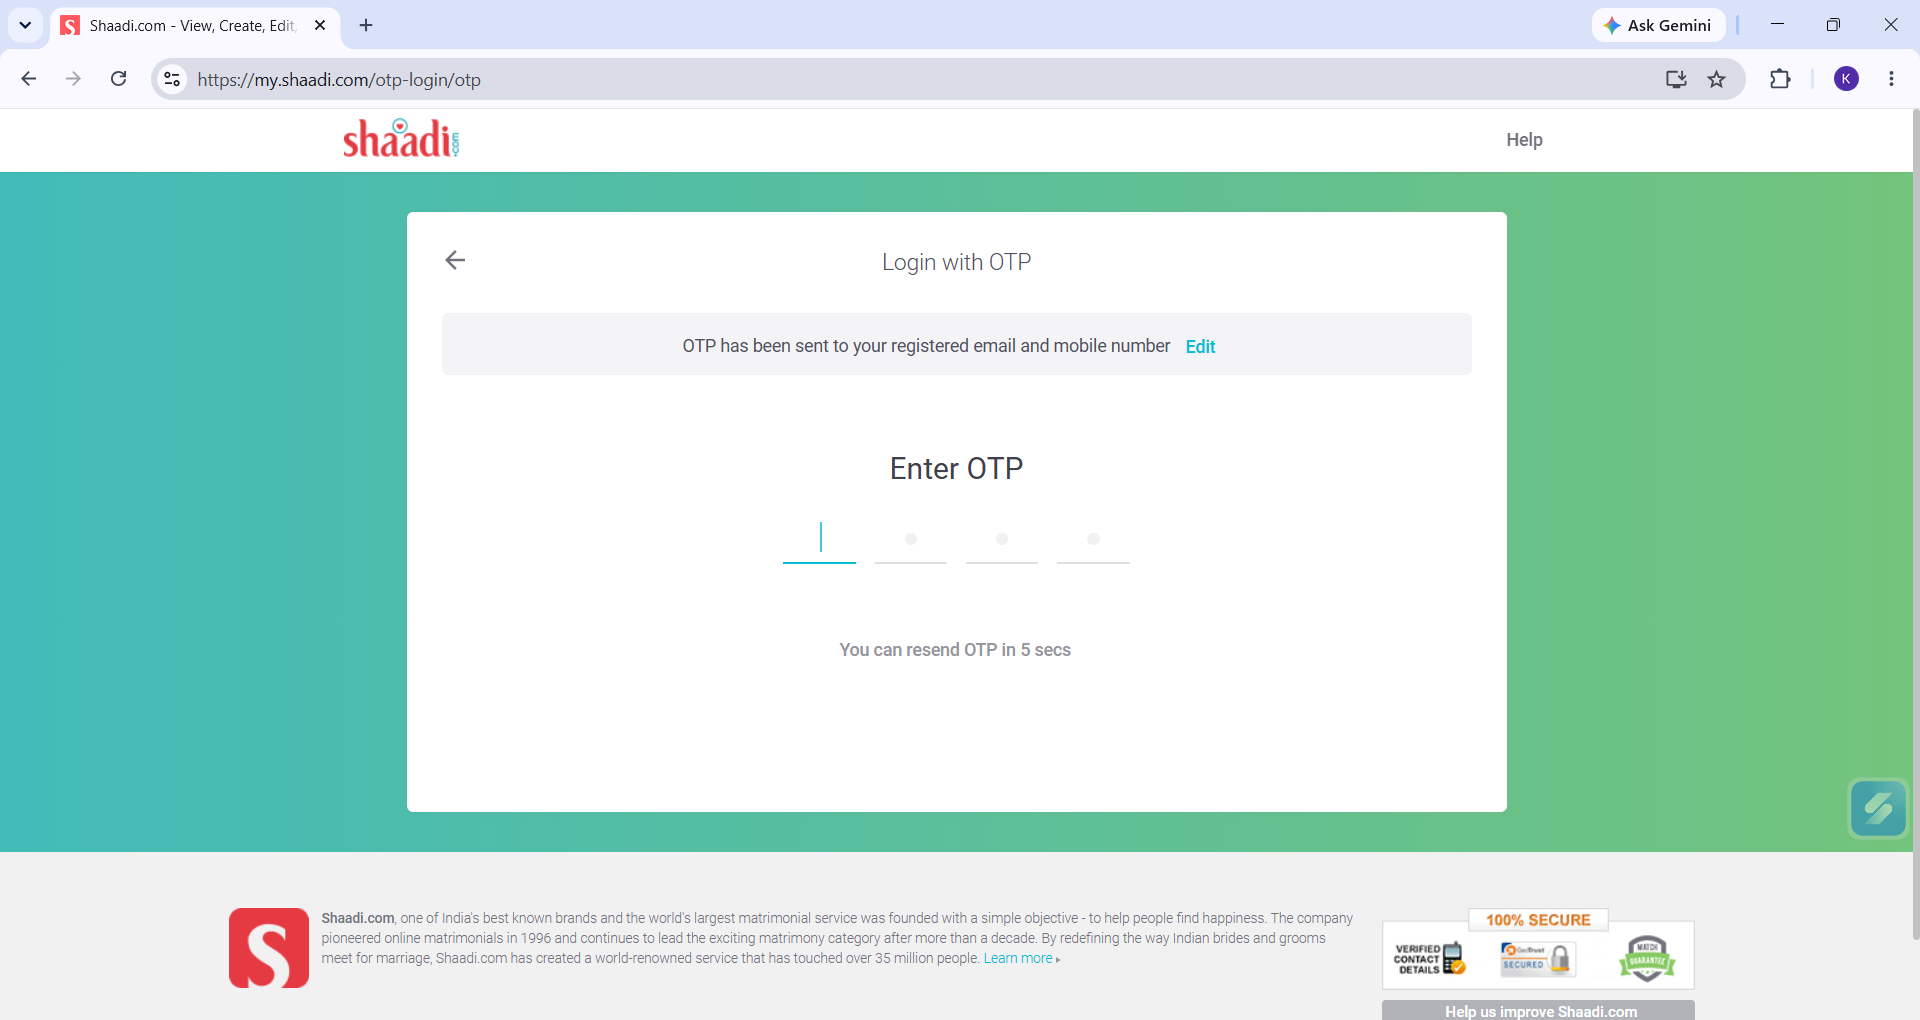 Shaadi.com - View, Create, Edit,
Ask Gemini
https://my.shaadi.com/otp-login/otp
K
shaadi.com
Help
Login with OTP
OTP has been sent to your registered email and mobile number Edit
Enter OTP
You can resend OTP in 5 secs
Shaadi.com, one of India's best known brands and the world's largest matrimonial service was founded with a simple objective - to help people find happiness. The company
pioneered online matrimonials in 1996 and continues to lead the exciting matrimony category after more than a decade. By redefining the way Indian brides and grooms
meet for marriage, Shaadi.com has created a world-renowned service that has touched over 35 million people. Learn more
100% SECURE
VERIFIED
CONTACT
DETAILS
GeoTrust
SECURED
MATCH
GUARANTEE
Help us improve Shaadi.com